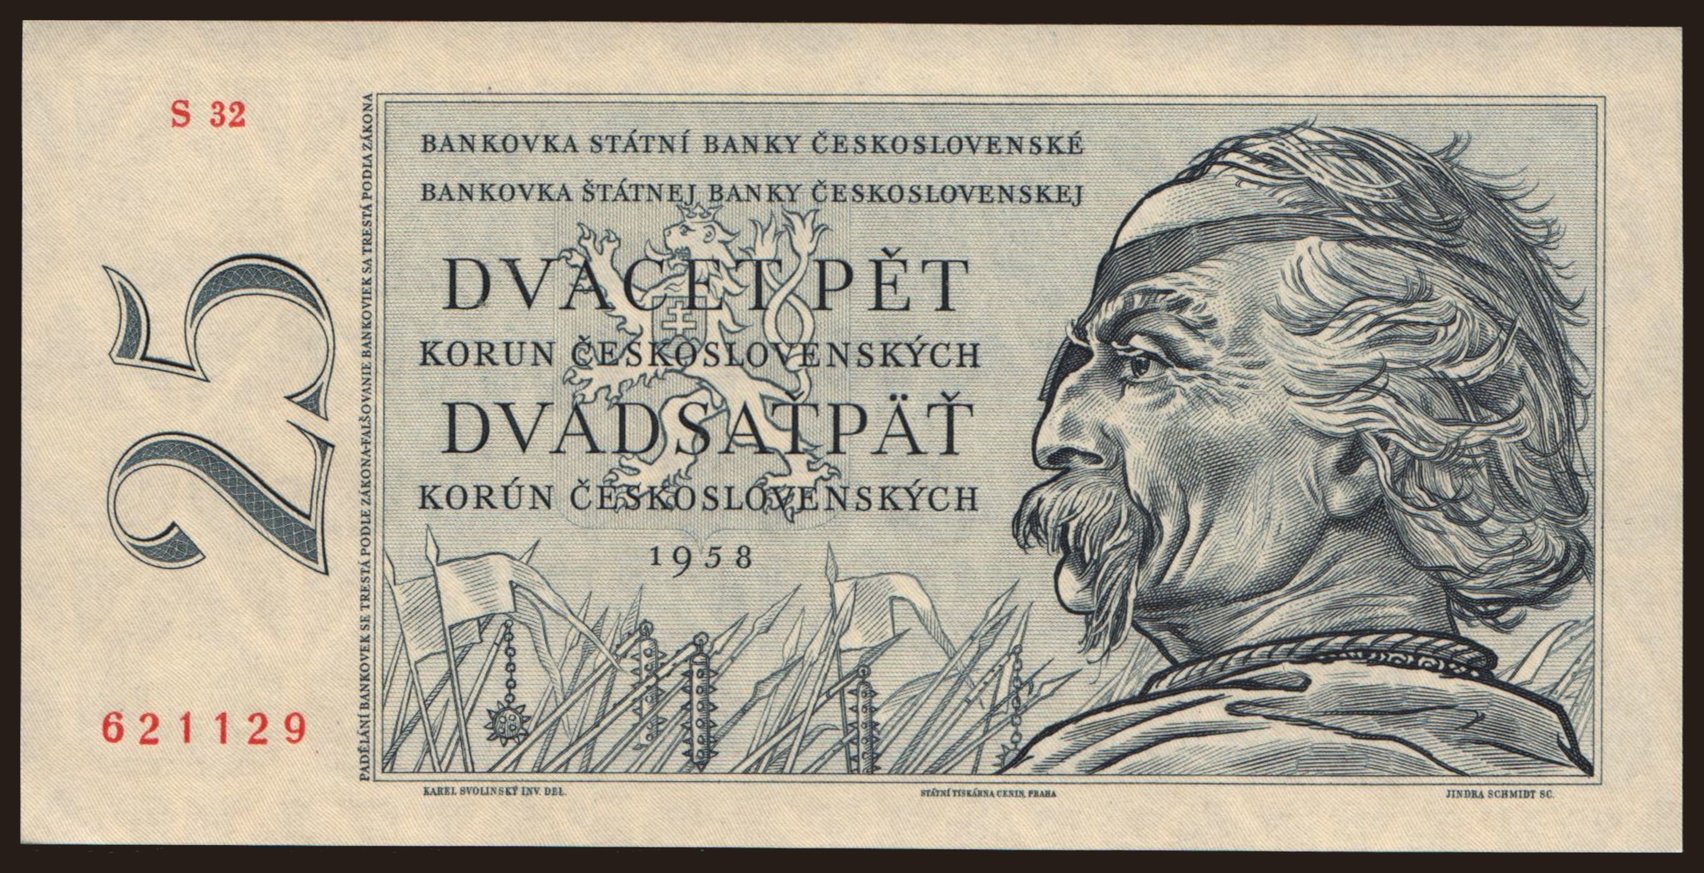 S 32
BANKOVKA STÁTNÍ BANKY ČESKOSLOVENSKÉ
BANKOVKA ŠTÁTNEJ BANKY ČESKOSLOVENSKEJ
DVACET PĚT
KORUN ČESKOSLOVENSKÝCH
DVADSAŤPÄŤ
KORÚN ČESKOSLOVENSKÝCH
1958
25
PADĚLÁNÍ BANKOVEK SE TRESTÁ PODLE ZÁKONA-FALŠOVANIE BANKOVIEK SA TRESTÁ PODĽA ZÁKONA
621129
KAREL SVOLINSKÝ INV. DEL.
STÁTNÍ TISKÁRNA CENIN, PRAHA
JINDRA SCHMIDT SC.